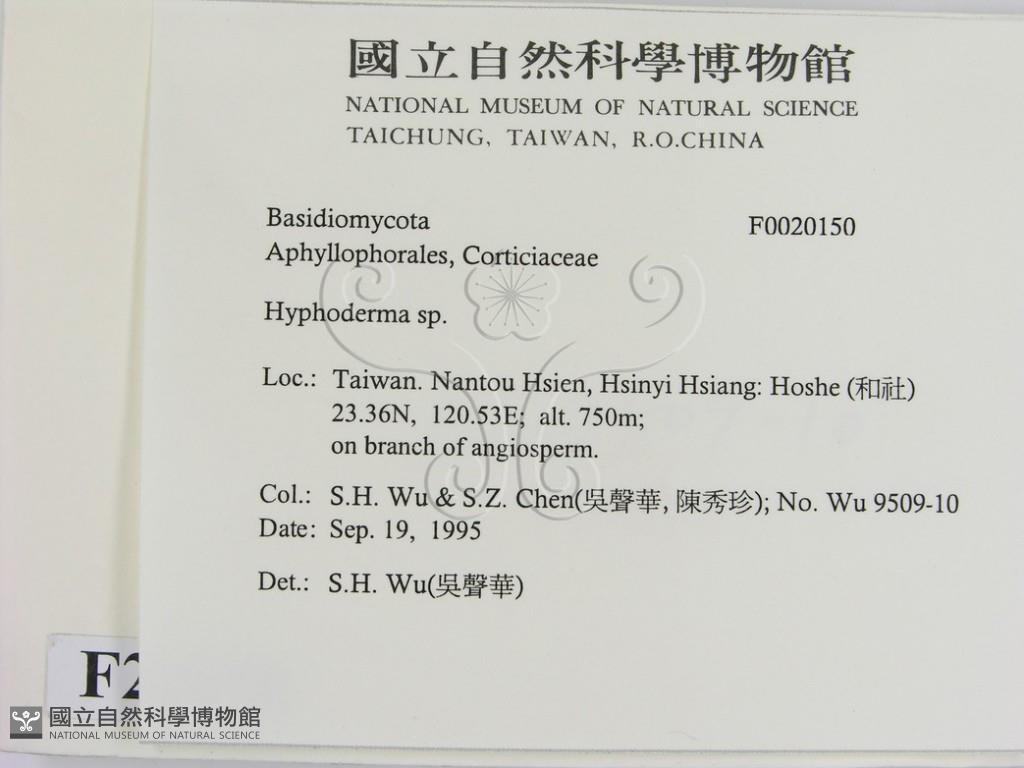 國立自然科學博物館
NATIONAL MUSEUM OF NATURAL SCIENCE
TAICHUNG, TAIWAN, R.O.CHINA
Basidiomycota F0020150
Aphyllophorales, Corticiaceae
Hyphoderma sp.
Loc.: Taiwan. Nantou Hsien, Hsinyi Hsiang: Hoshe (和社)
23.36N, 120.53E; alt. 750m;
on branch of angiosperm.
Col.: S.H. Wu & S.Z. Chen(吳聲華, 陳秀珍); No. Wu 9509-10
Date: Sep. 19, 1995
Det.: S.H. Wu(吳聲華)
F2
國立自然科學博物館
NATIONAL MUSEUM OF NATURAL SCIENCE